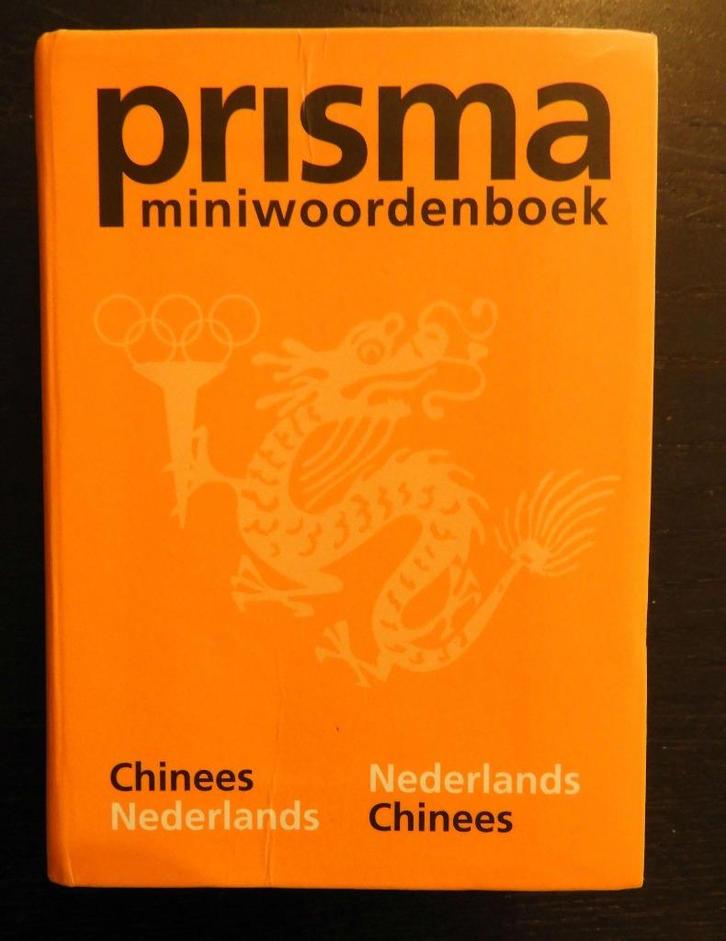 prisma
miniwoordenboek
Chinees
Nederlands
Nederlands
Chinees